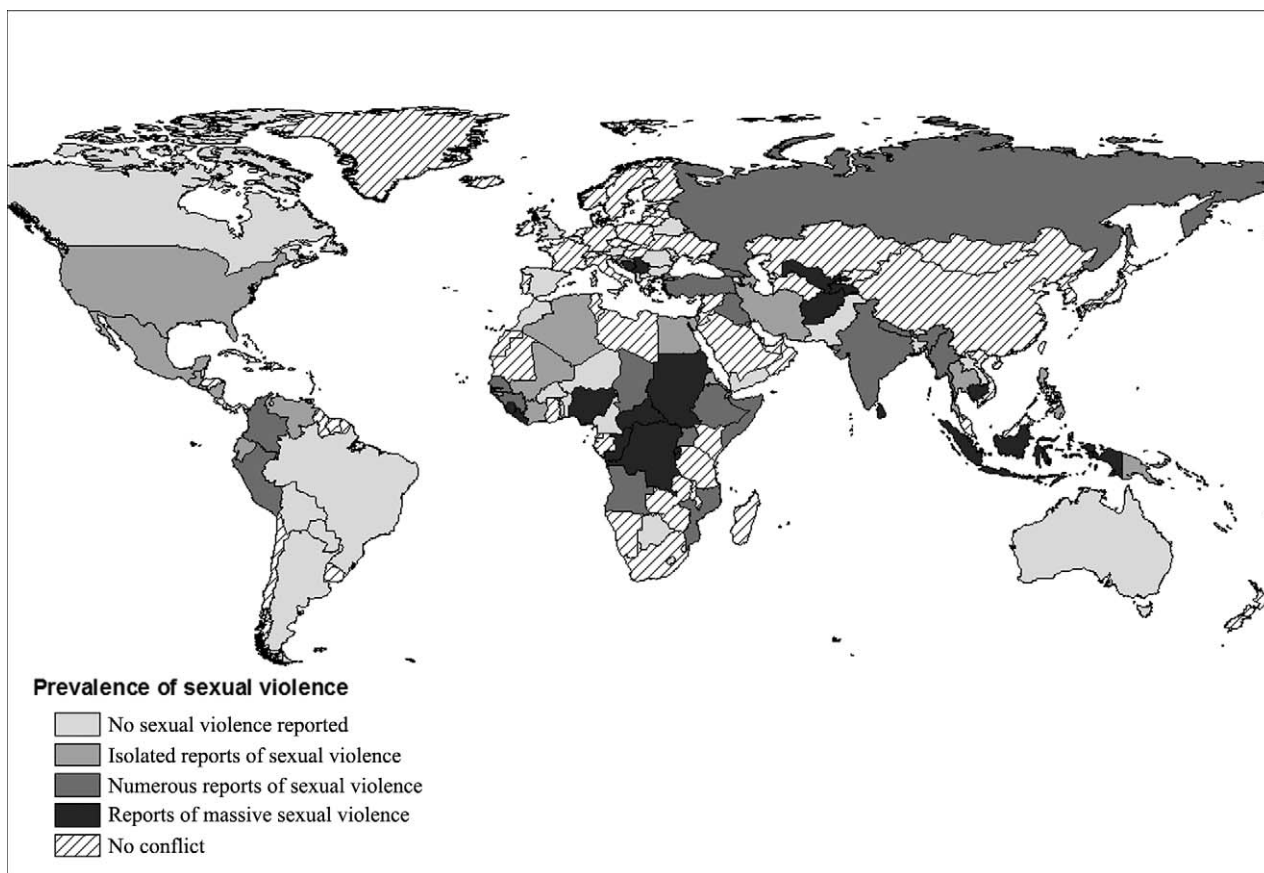 Prevalence of sexual violence
No sexual violence reported
Isolated reports of sexual violence
Numerous reports of sexual violence
Reports of massive sexual violence
No conflict